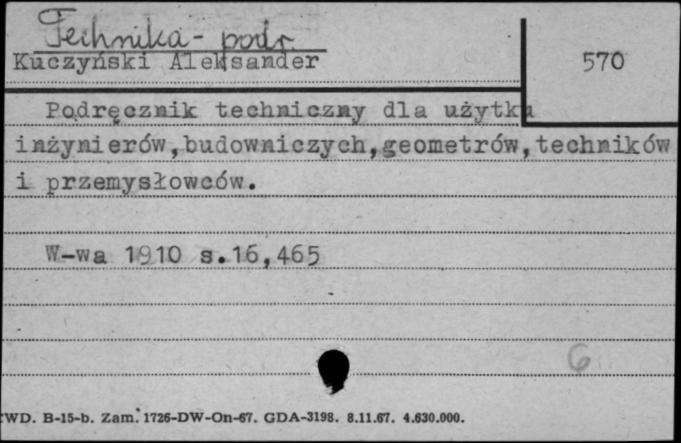 Technika - podr.
Kuczyński Aleksander
570
Podręcznik techniczny dla użytku
inżynierów,budowniczych,geometrów,techników
i przemysłowców.
W-wa 1910 s.16,465
6
WD. B-15-b. Zam. 1726-DW-On-67. GDA-3198. 8.11.67. 4.630.000.